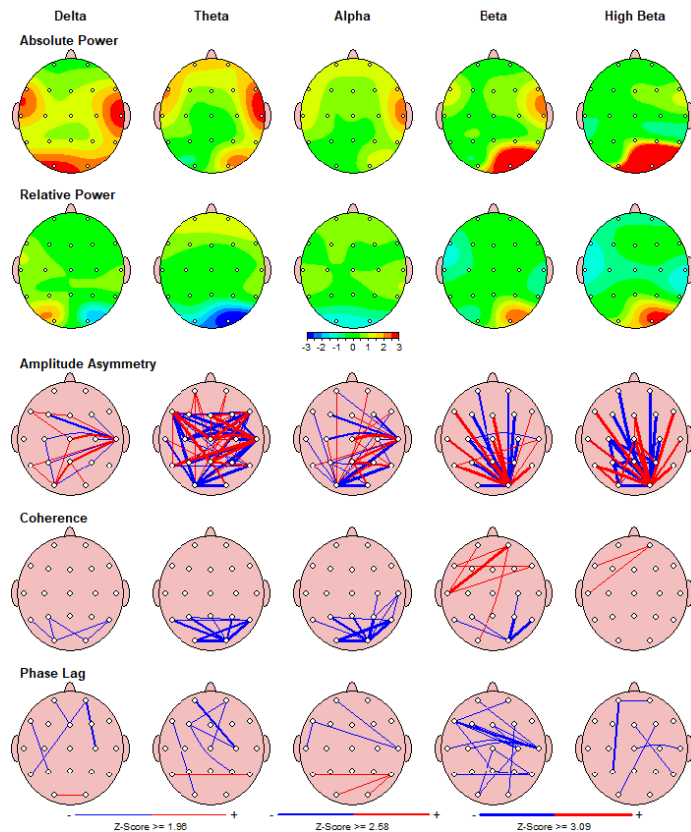 Delta Theta Alpha Beta High Beta
Absolute Power
Relative Power
-3 -2 -1 0 1 2 3
Amplitude Asymmetry
Coherence
Phase Lag
- + - + - +
Z-Score >= 1.96 Z-Score >= 2.58 Z-Score >= 3.09